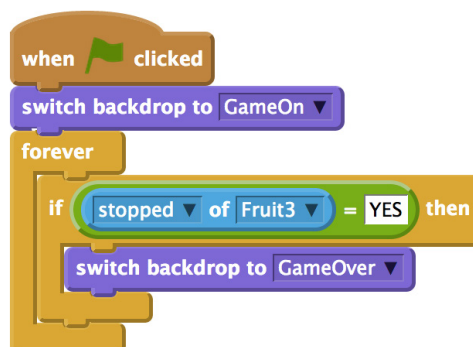 when clicked
switch backdrop to GameOn
forever
if stopped of Fruit3 = YES then
switch backdrop to GameOver